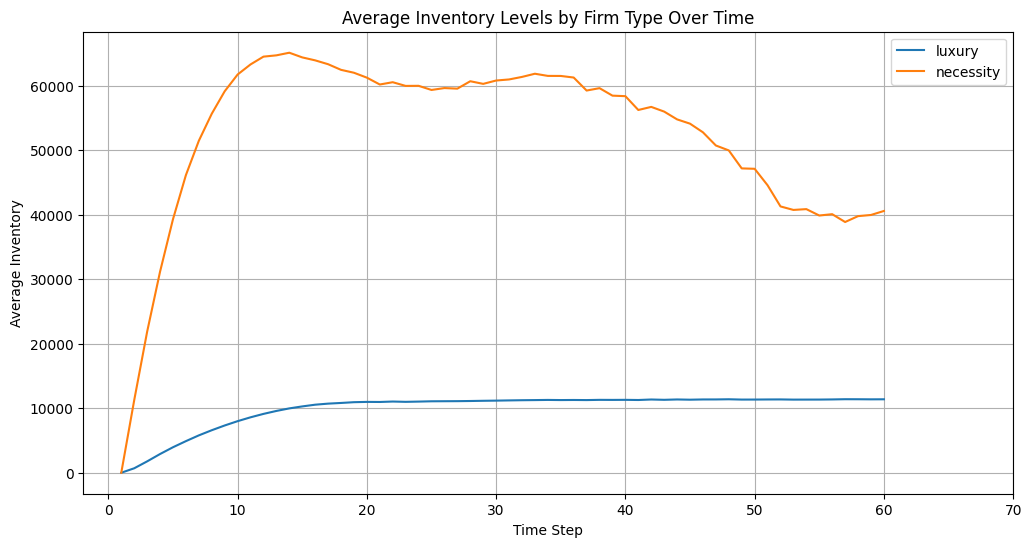 Average Inventory Levels by Firm Type Over Time
luxury
necessity
Average Inventory
60000
50000
40000
30000
20000
10000
0
0 10 20 30 40 50 60 70
Time Step